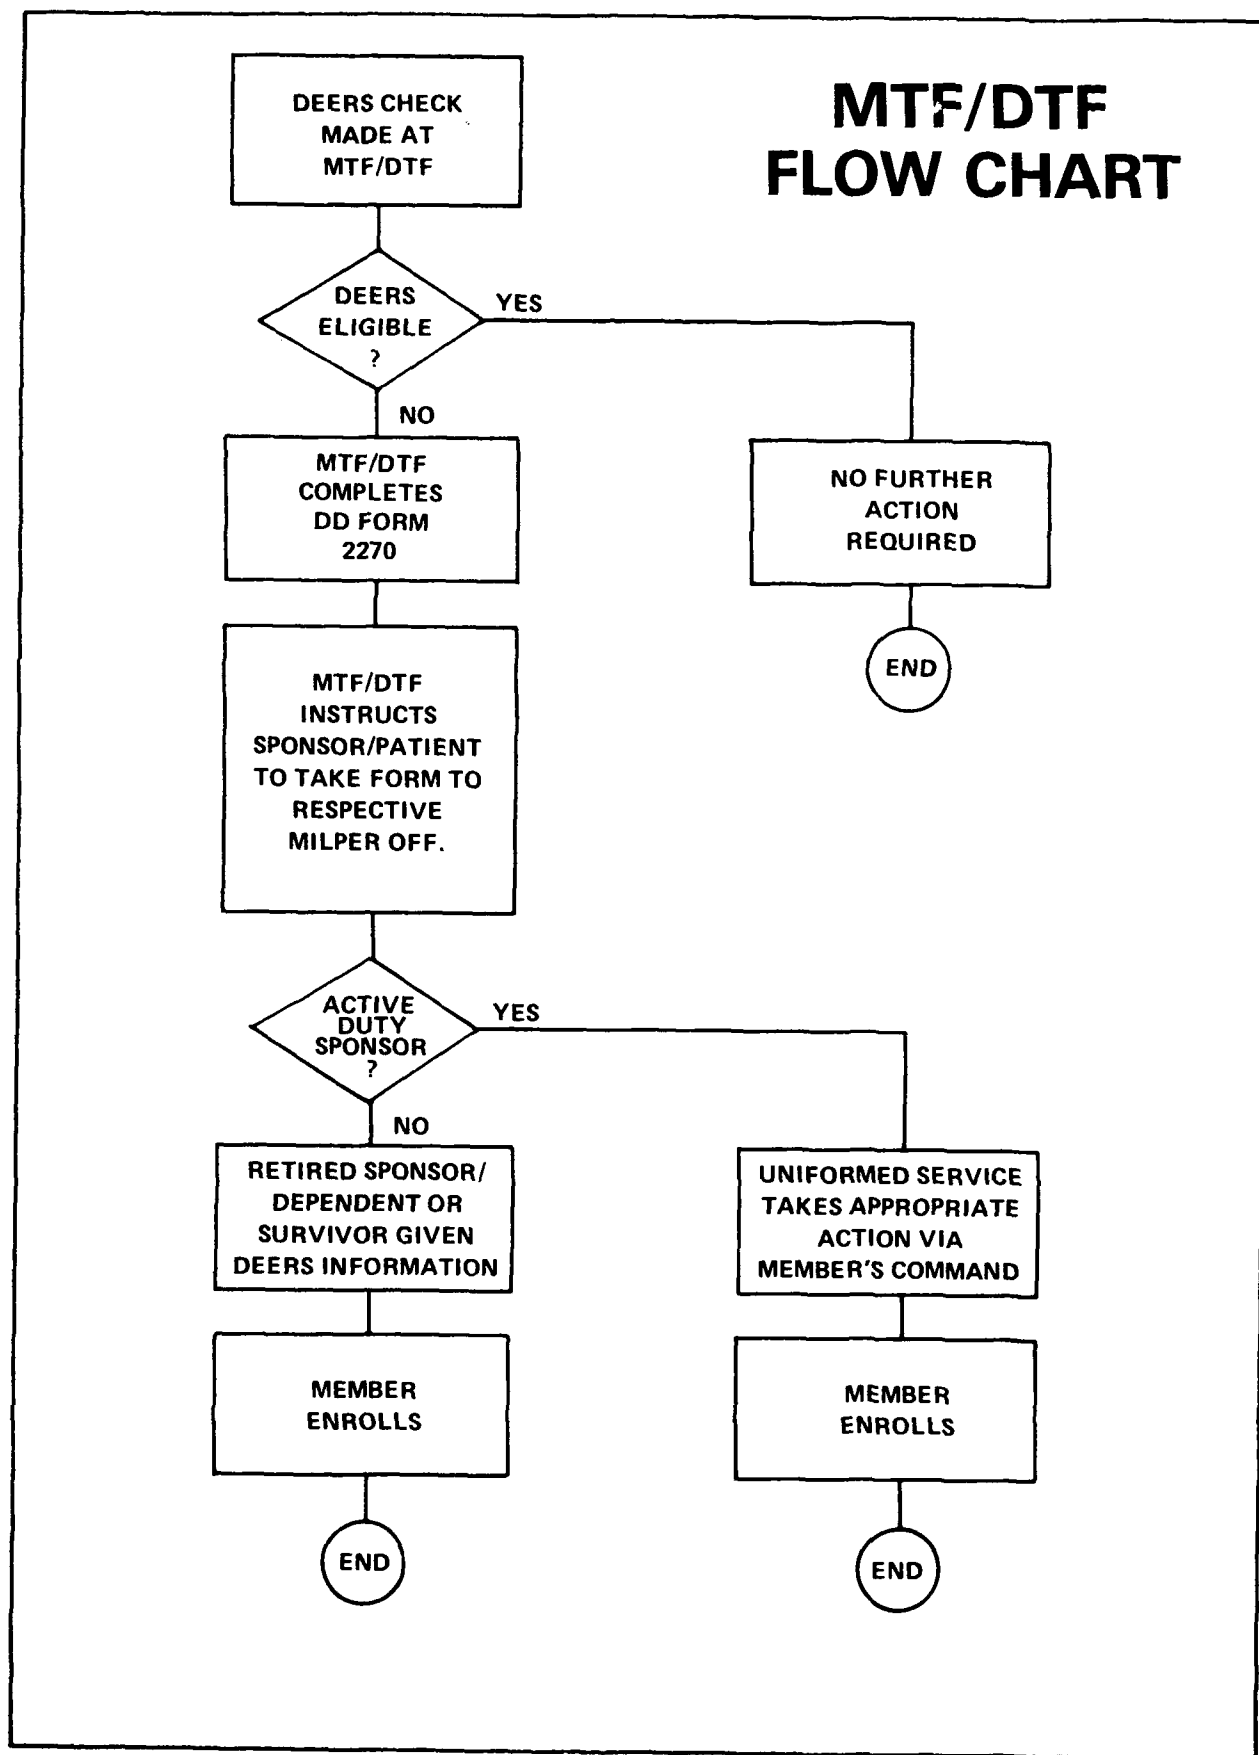 MTF/DTF
FLOW CHART
DEERS CHECK
MADE AT
MTF/DTF
DEERS
ELIGIBLE
?
YES
NO
MTF/DTF
COMPLETES
DD FORM
2270
NO FURTHER
ACTION
REQUIRED
END
MTF/DTF
INSTRUCTS
SPONSOR/PATIENT
TO TAKE FORM TO
RESPECTIVE
MILPER OFF.
ACTIVE
DUTY
SPONSOR
?
YES
NO
RETIRED SPONSOR/
DEPENDENT OR
SURVIVOR GIVEN
DEERS INFORMATION
UNIFORMED SERVICE
TAKES APPROPRIATE
ACTION VIA
MEMBER'S COMMAND
MEMBER
ENROLLS
MEMBER
ENROLLS
END
END